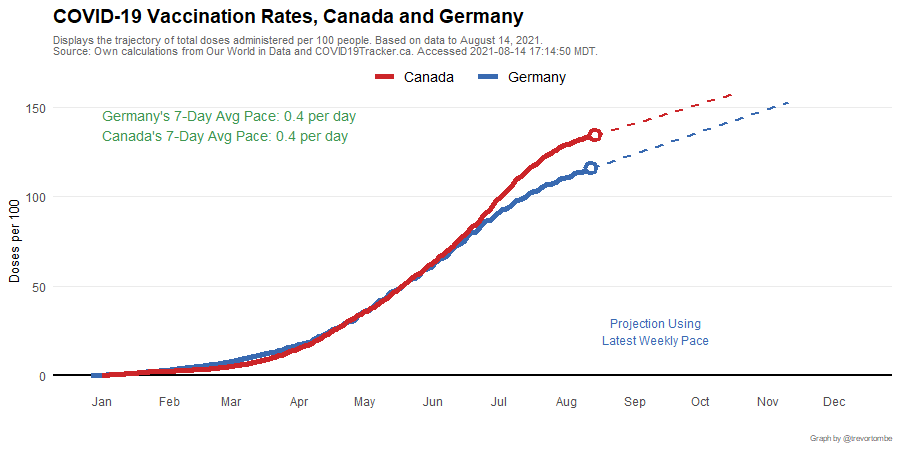 COVID-19 Vaccination Rates, Canada and Germany
Displays the trajectory of total doses administered per 100 people. Based on data to August 14, 2021.
Source: Own calculations from Our World in Data and COVID19Tracker.ca. Accessed 2021-08-14 17:14:50 MDT.
Canada Germany
Germany's 7-Day Avg Pace: 0.4 per day
Canada's 7-Day Avg Pace: 0.4 per day
Doses per 100
150
100
50
0
Projection Using
Latest Weekly Pace
Jan Feb Mar Apr May Jun Jul Aug Sep Oct Nov Dec
Graph by @trevortombe